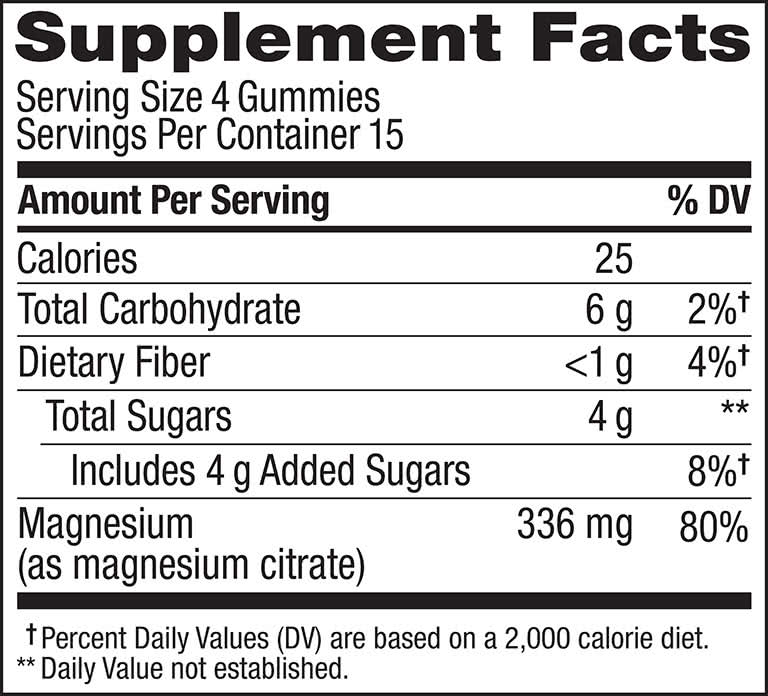 Supplement Facts
Serving Size 4 Gummies
Servings Per Container 15
Amount Per Serving % DV
Calories 25
Total Carbohydrate 6 g 2%†
Dietary Fiber <1 g 4%†
Total Sugars 4 g **
Includes 4 g Added Sugars 8%†
Magnesium 336 mg 80%
(as magnesium citrate)
†Percent Daily Values (DV) are based on a 2,000 calorie diet.
** Daily Value not established.